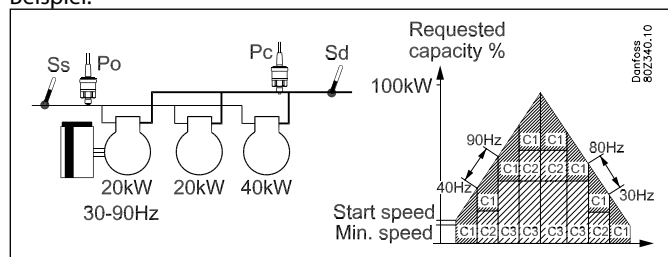 Beispiel:
Ss
Po
Pc
Sd
20kW
20kW
40kW
30-90Hz
Requested
capacity %
100kW
Danfoss
80Z340.10
90Hz
80Hz
40Hz
30Hz
Start speed
Min. speed
C1 C1
C1 C2 C2 C1
C1 C1
C1 C2 C3 C3 C3 C3 C2 C1